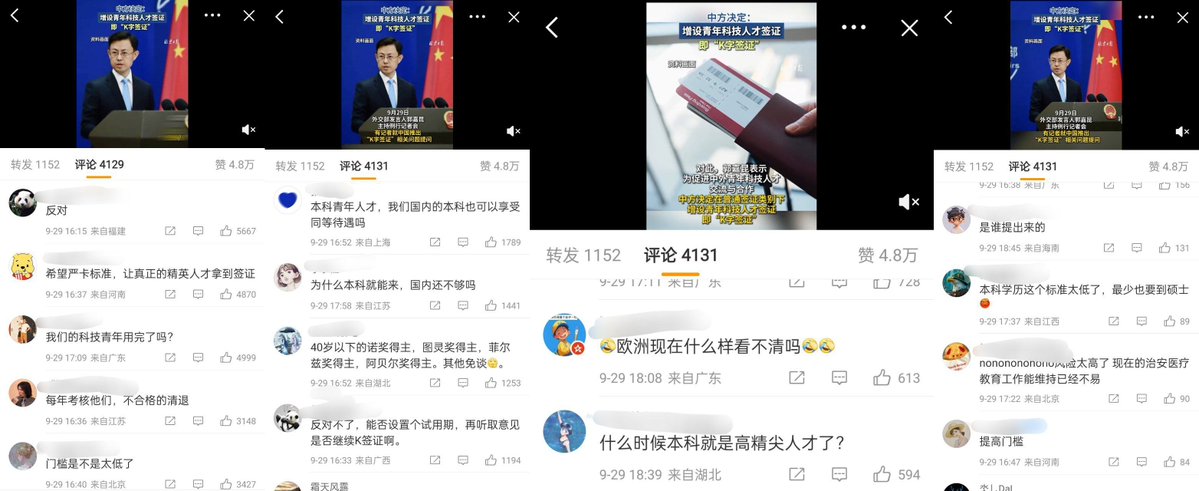 中方决定:
增设青年科技人才签证
即“K字签证”
资料画面
转发 1152 评论 4129 赞 4.8万
反对
9-29 16:15 来自福建 5667
希望严卡标准，让真正的精英人才拿到签证
9-29 16:37 来自河南 4870
我们的科技青年用完了吗?
9-29 17:09 来自广东 4999
每年考核他们，不合格的清退
9-29 16:36 来自江苏 3148
门槛是不是太低了
9-29 16:40 来自北京 3427
中方决定:
增设青年科技人才签证
即“K字签证”
资料画面
9月29日
外交部发言人郭嘉昆
主持例行记者会
有记者就中国推出
“K字签证”相关问题提问
转发 1152 评论 4131 赞 4.8万
本科青年人才，我们国内的本科也可以享受
同等待遇吗
9-29 16:52 来自上海 1789
为什么本科就能来，国内还不够吗
9-29 17:58 来自江苏 1441
40岁以下的诺奖得主，图灵奖得主，菲尔
兹奖得主，阿贝尔奖得主。其他免谈。
9-29 16:52 来自湖北 1253
反对不了，能否设置个试用期，再听取意见
是否继续K签证啊。
9-29 16:33 来自广西 1194
霜天风露
中方决定:
增设青年科技人才签证
即“K字签证”
资料画面
对此，郭嘉昆表示
为促进中外青年科技人才
交流与合作
中方决定在普通签证类别下
增设青年科技人才签证
即“K字签证”
转发 1152 评论 4131 赞 4.8万
9-29 17:11 来自广东 728
欧洲现在什么样看不清吗
9-29 18:08 来自广东 613
什么时候本科就是高精尖人才了?
9-29 18:39 来自湖北 594
中方决定:
增设青年科技人才签证
即“K字签证”
资料画面
9月29日
外交部发言人郭嘉昆
主持例行记者会
有记者就中国推出
“K字签证”相关问题提问
转发 1152 评论 4131 赞 4.8万
9-29 16:38 来自广东 156
是谁提出来的
9-29 18:45 来自海南 131
本科学历这个标准太低了，最少也要到硕士
9-29 17:37 来自江西 89
nonononononono风险太高了 现在的治安医疗
教育工作能维持已经不易
9-29 17:22 来自北京 90
提高门槛
9-29 16:47 来自河南 84